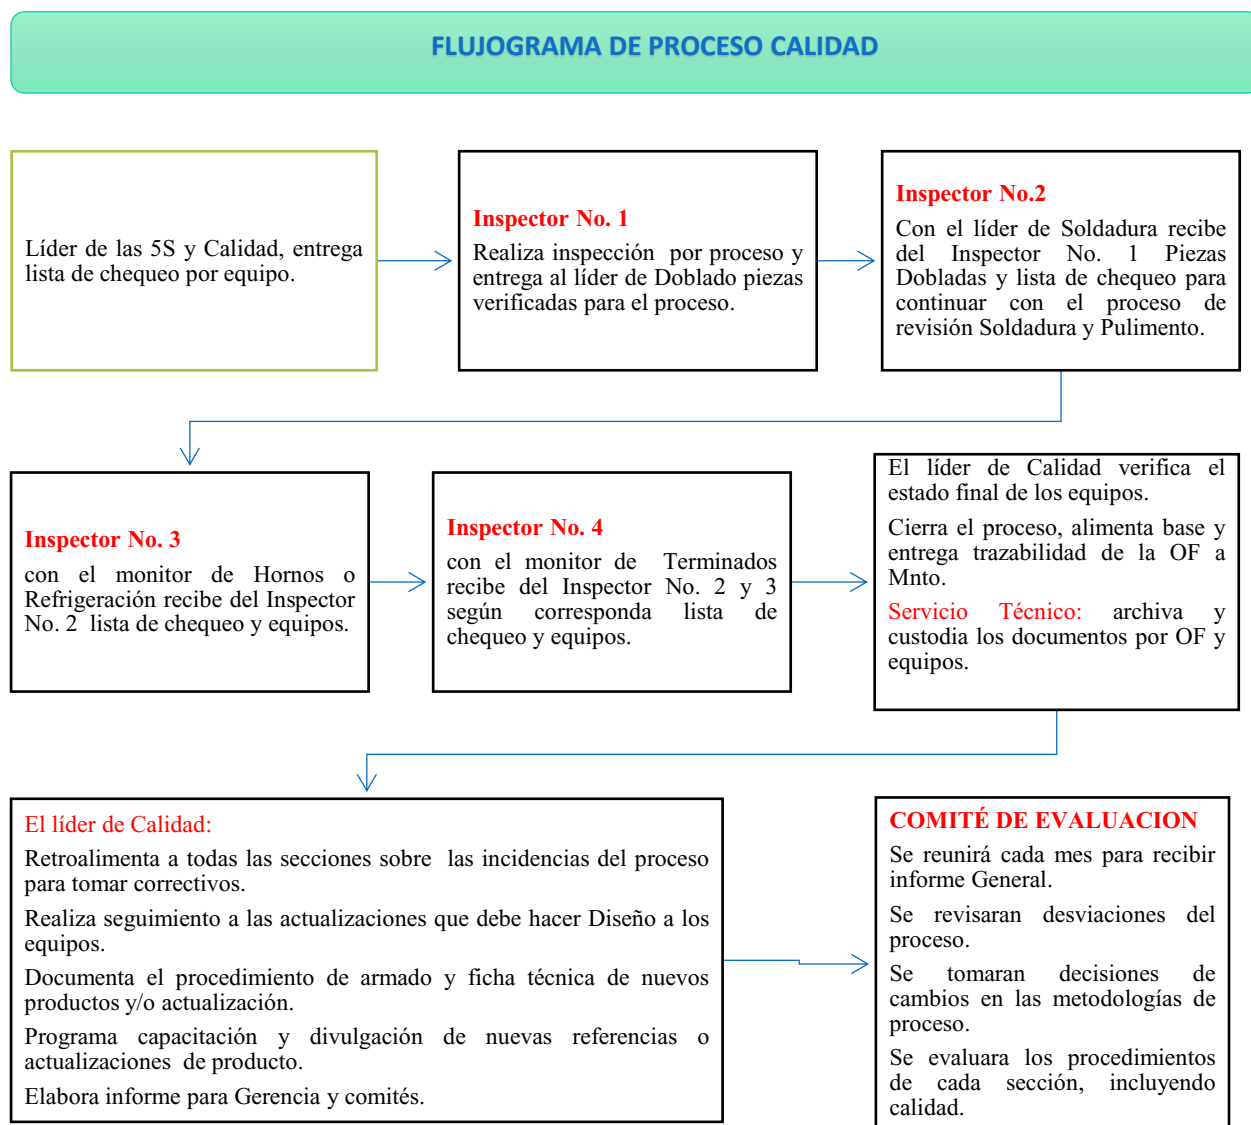 FLUJOGRAMA DE PROCESO CALIDAD
Líder de las 5S y Calidad, entrega
lista de chequeo por equipo.
Inspector No. 1
Realiza inspección por proceso y
entrega al líder de Doblado piezas
verificadas para el proceso.
Inspector No.2
Con el líder de Soldadura recibe
del Inspector No. 1 Piezas
Dobladas y lista de chequeo para
continuar con el proceso de
revisión Soldadura y Pulimento.
Inspector No. 3
con el monitor de Hornos o
Refrigeración recibe del Inspector
No. 2 lista de chequeo y equipos.
Inspector No. 4
con el monitor de Terminados
recibe del Inspector No. 2 y 3
según corresponda lista de
chequeo y equipos.
El líder de Calidad verifica el
estado final de los equipos.
Cierra el proceso, alimenta base y
entrega trazabilidad de la OF a
Mnto.
Servicio Técnico: archiva y
custodia los documentos por OF y
equipos.
El líder de Calidad:
Retroalimenta a todas las secciones sobre las incidencias del proceso
para tomar correctivos.
Realiza seguimiento a las actualizaciones que debe hacer Diseño a los
equipos.
Documenta el procedimiento de armado y ficha técnica de nuevos
productos y/o actualización.
Programa capacitación y divulgación de nuevas referencias o
actualizaciones de producto.
Elabora informe para Gerencia y comités.
COMITÉ DE EVALUACION
Se reunirá cada mes para recibir
informe General.
Se revisaran desviaciones del
proceso.
Se tomaran decisiones de
cambios en las metodologías de
proceso.
Se evaluara los procedimientos
de cada sección, incluyendo
calidad.